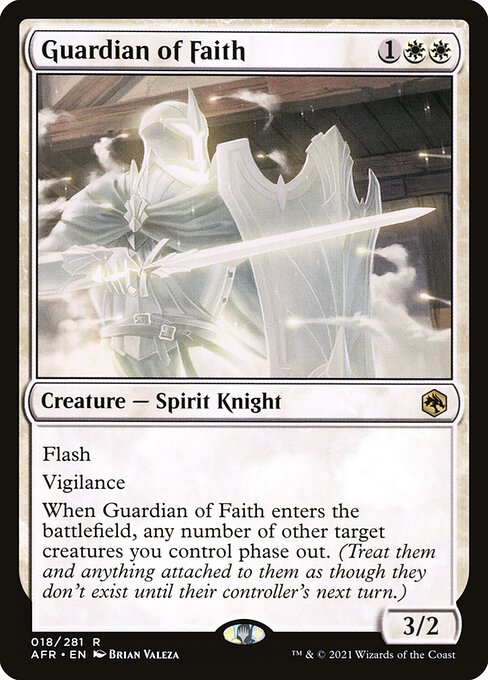 Guardian of Faith 1
Creature — Spirit Knight
Flash
Vigilance
When Guardian of Faith enters the
battlefield, any number of other target
creatures you control phase out. (Treat them
and anything attached to them as though they
don't exist until their controller's next turn.)
3/2
018/281 R
AFR • EN Brian Valeza ™ & © 2021 Wizards of the Coast